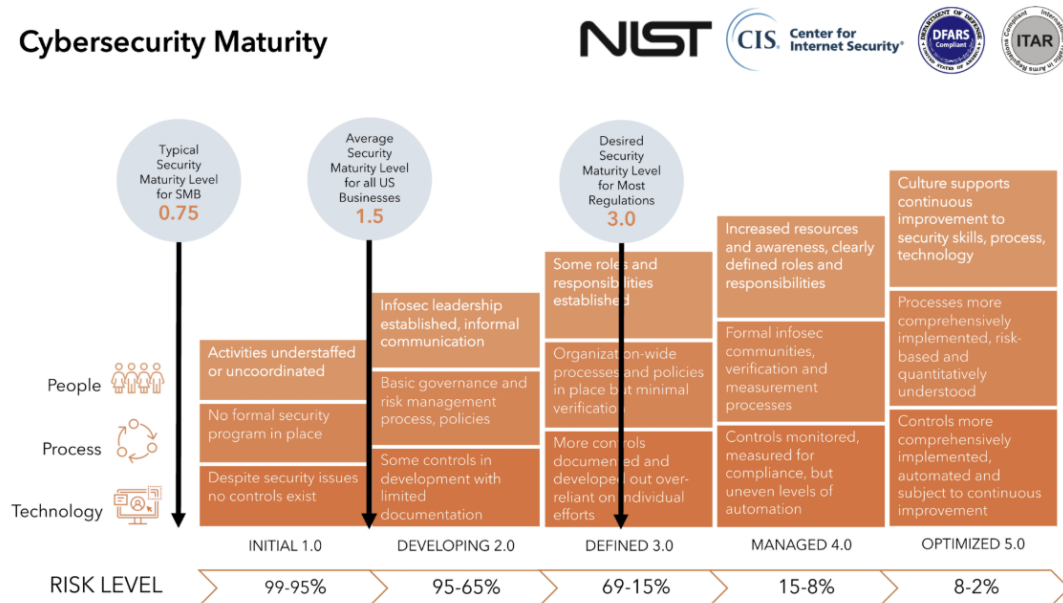 Cybersecurity Maturity
NIST
CIS.
Center for
Internet Security®
DEPARTMENT OF DEFENSE
DFARS
Compliant
ITAR
Typical
Security
Maturity Level
for SMB
0.75
Average
Security
Maturity Level
for all US
Businesses
1.5
Desired
Security
Maturity Level
for Most
Regulations
3.0
People
Process
Technology
Activities understaffed
or uncoordinated
No formal security
program in place
Despite security issues
no controls exist
Infosec leadership
established, informal
communication
Basic governance and
risk management
process, policies
Some controls in
development with
limited
documentation
Some roles and
responsibilities
established
Organization-wide
processes and policies
in place but minimal
verification
More controls
documented and
developed out over-
reliant on individual
efforts
Increased resources
and awareness, clearly
defined roles and
responsibilities
Formal infosec
communities,
verification and
measurement
processes
Controls monitored,
measured for
compliance, but
uneven levels of
automation
Culture supports
continuous
improvement to
security skills, process,
technology
Processes more
comprehensively
implemented, risk-
based and
quantitatively
understood
Controls more
comprehensively
implemented,
automated and
subject to continuous
improvement
INITIAL 1.0
DEVELOPING 2.0
DEFINED 3.0
MANAGED 4.0
OPTIMIZED 5.0
RISK LEVEL
99-95%
95-65%
69-15%
15-8%
8-2%